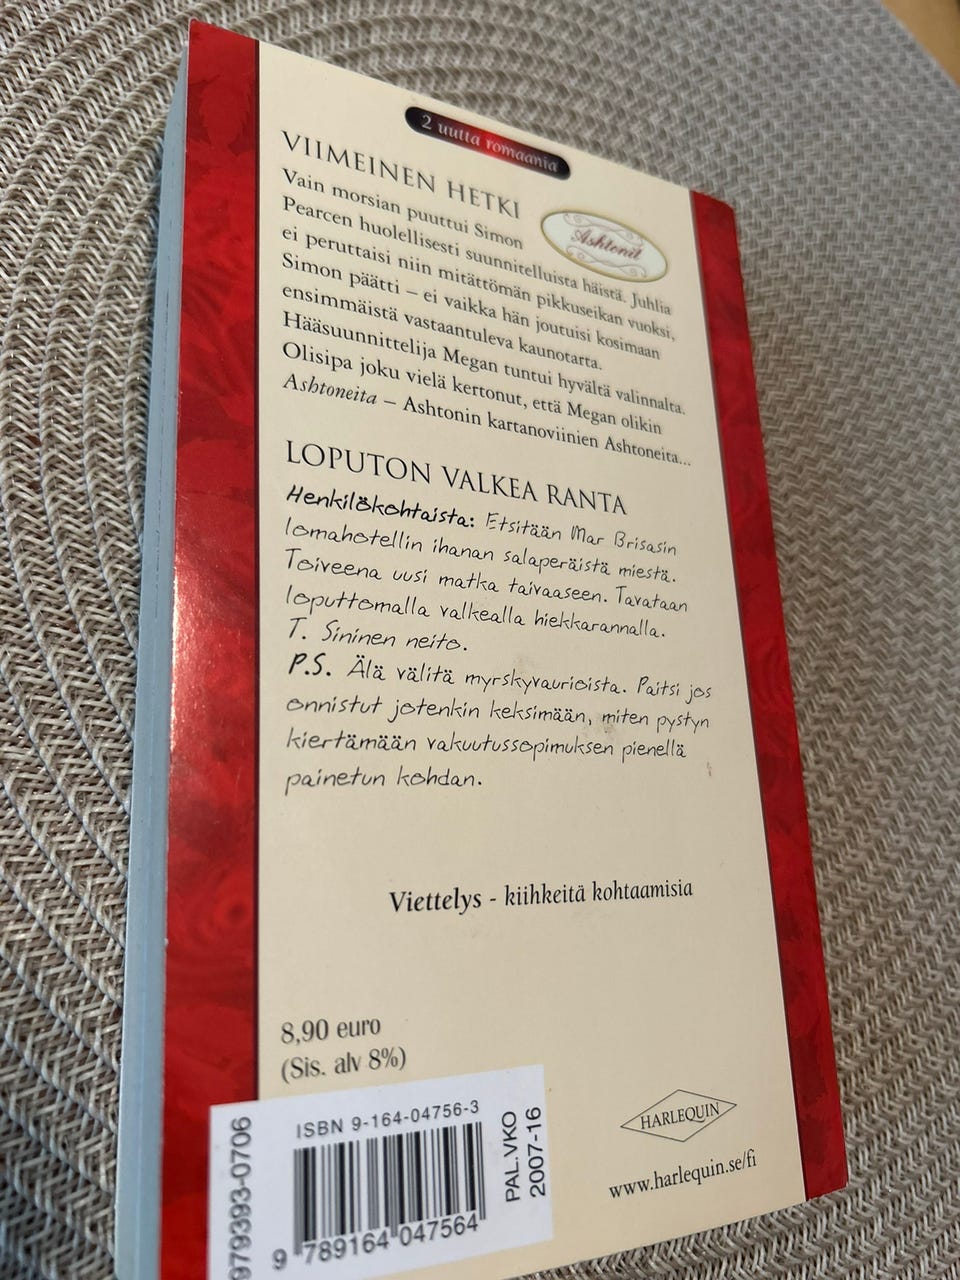 2 uutta romaania
VIIMEINEN HETKI
Ashtonit
Vain morsian puuttui Simon
Pearcen huolellisesti suunnitelluista häistä. Juhlia
ei peruttaisi niin mitättömän pikkuseikan vuoksi,
Simon päätti – ei vaikka hän joutuisi kosimaan
ensimmäistä vastaantuleva kaunotarta.
Hääsuunnittelija Megan tuntui hyvältä valinnalta.
Olisipa joku vielä kertonut, että Megan olikin
Ashtoneita – Ashtonin kartanoviinien Ashtoneita...
LOPUTON VALKEA RANTA
Henkilökohtaista: Etsitään Mar Brisasin
lomahotellin ihanan salaperäistä miestä.
Toiveena uusi matka taivaaseen. Tavataan
loputtomalla valkealla hiekkarannalla.
T. Sininen neito.
P.S. Älä välitä myrskyvaurioista. Paitsi jos
onnistut jotenkin keksimään, miten pystyn
kiertämään vakuutussopimuksen pienellä
painetun kohdan.
Viettelys - kiihkeitä kohtaamisia
8,90 euro
(Sis. alv 8%)
979393-0706
ISBN 9-164-04756-3
9 789164 047564
PAL.VKO
2007-16
HARLEQUIN
www.harlequin.se/fi